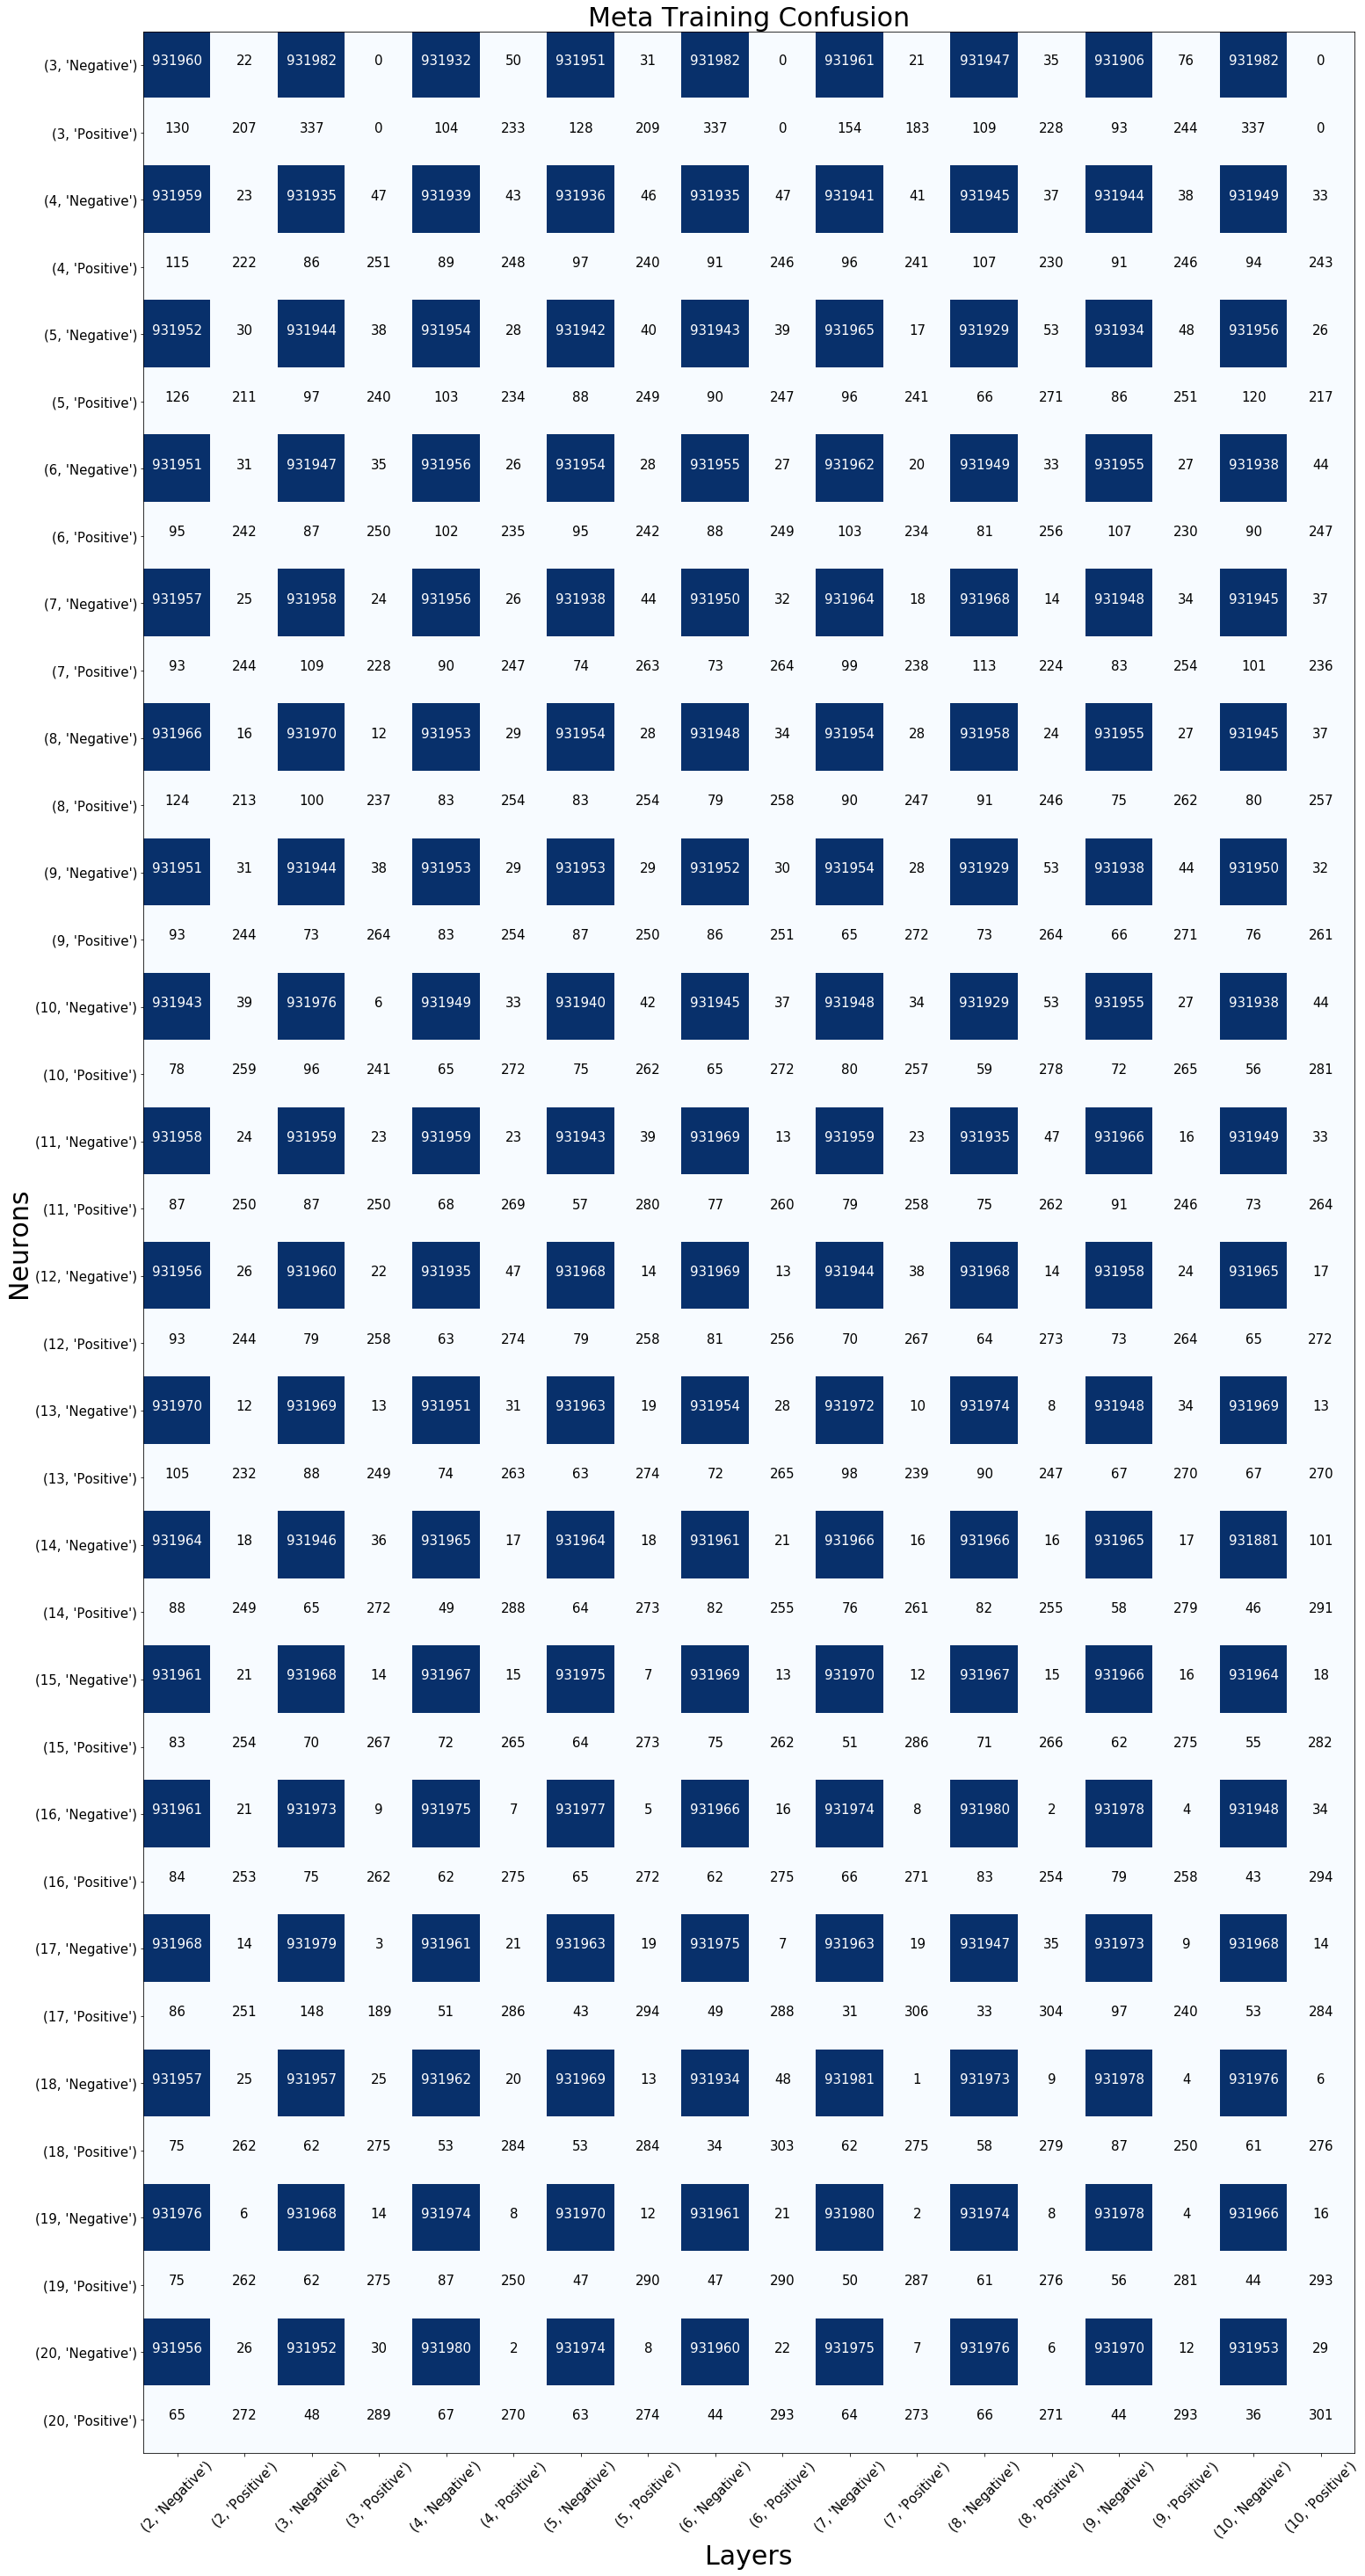 Meta Training Confusion
(3, 'Negative') 931960 22 931982 0 931932 50 931951 31 931982 0 931961 21 931947 35 931906 76 931982 0
(3, 'Positive') 130 207 337 0 104 233 128 209 337 0 154 183 109 228 93 244 337 0
(4, 'Negative') 931959 23 931935 47 931939 43 931936 46 931935 47 931941 41 931945 37 931944 38 931949 33
(4, 'Positive') 115 222 86 251 89 248 97 240 91 246 96 241 107 230 91 246 94 243
(5, 'Negative') 931952 30 931944 38 931954 28 931942 40 931943 39 931965 17 931929 53 931934 48 931956 26
(5, 'Positive') 126 211 97 240 103 234 88 249 90 247 96 241 66 271 86 251 120 217
(6, 'Negative') 931951 31 931947 35 931956 26 931954 28 931955 27 931962 20 931949 33 931955 27 931938 44
(6, 'Positive') 95 242 87 250 102 235 95 242 88 249 103 234 81 256 107 230 90 247
(7, 'Negative') 931957 25 931958 24 931956 26 931938 44 931950 32 931964 18 931968 14 931948 34 931945 37
(7, 'Positive') 93 244 109 228 90 247 74 263 73 264 99 238 113 224 83 254 101 236
(8, 'Negative') 931966 16 931970 12 931953 29 931954 28 931948 34 931954 28 931958 24 931955 27 931945 37
(8, 'Positive') 124 213 100 237 83 254 83 254 79 258 90 247 91 246 75 262 80 257
(9, 'Negative') 931951 31 931944 38 931953 29 931953 29 931952 30 931954 28 931929 53 931938 44 931950 32
(9, 'Positive') 93 244 73 264 83 254 87 250 86 251 65 272 73 264 66 271 76 261
(10, 'Negative') 931943 39 931976 6 931949 33 931940 42 931945 37 931948 34 931929 53 931955 27 931938 44
(10, 'Positive') 78 259 96 241 65 272 75 262 65 272 80 257 59 278 72 265 56 281
(11, 'Negative') 931958 24 931959 23 931959 23 931943 39 931969 13 931959 23 931935 47 931966 16 931949 33
(11, 'Positive') 87 250 87 250 68 269 57 280 77 260 79 258 75 262 91 246 73 264
(12, 'Negative') 931956 26 931960 22 931935 47 931968 14 931969 13 931944 38 931968 14 931958 24 931965 17
(12, 'Positive') 93 244 79 258 63 274 79 258 81 256 70 267 64 273 73 264 65 272
(13, 'Negative') 931970 12 931969 13 931951 31 931963 19 931954 28 931972 10 931974 8 931948 34 931969 13
(13, 'Positive') 105 232 88 249 74 263 63 274 72 265 98 239 90 247 67 270 67 270
(14, 'Negative') 931964 18 931946 36 931965 17 931964 18 931961 21 931966 16 931966 16 931965 17 931881 101
(14, 'Positive') 88 249 65 272 49 288 64 273 82 255 76 261 82 255 58 279 46 291
(15, 'Negative') 931961 21 931968 14 931967 15 931975 7 931969 13 931970 12 931967 15 931966 16 931964 18
(15, 'Positive') 83 254 70 267 72 265 64 273 75 262 51 286 71 266 62 275 55 282
(16, 'Negative') 931961 21 931973 9 931975 7 931977 5 931966 16 931974 8 931980 2 931978 4 931948 34
(16, 'Positive') 84 253 75 262 62 275 65 272 62 275 66 271 83 254 79 258 43 294
(17, 'Negative') 931968 14 931979 3 931961 21 931963 19 931975 7 931963 19 931947 35 931973 9 931968 14
(17, 'Positive') 86 251 148 189 51 286 43 294 49 288 31 306 33 304 97 240 53 284
(18, 'Negative') 931957 25 931957 25 931962 20 931969 13 931934 48 931981 1 931973 9 931978 4 931976 6
(18, 'Positive') 75 262 62 275 53 284 53 284 34 303 62 275 58 279 87 250 61 276
(19, 'Negative') 931976 6 931968 14 931974 8 931970 12 931961 21 931980 2 931974 8 931978 4 931966 16
(19, 'Positive') 75 262 62 275 87 250 47 290 47 290 50 287 61 276 56 281 44 293
(20, 'Negative') 931956 26 931952 30 931980 2 931974 8 931960 22 931975 7 931976 6 931970 12 931953 29
(20, 'Positive') 65 272 48 289 67 270 63 274 44 293 64 273 66 271 44 293 36 301
(2, 'Negative') (2, 'Positive') (3, 'Negative') (3, 'Positive') (4, 'Negative') (4, 'Positive') (5, 'Negative') (5, 'Positive') (6, 'Negative') (6, 'Positive') (7, 'Negative') (7, 'Positive') (8, 'Negative') (8, 'Positive') (9, 'Negative') (9, 'Positive') (10, 'Negative') (10, 'Positive')
Layers
Neurons